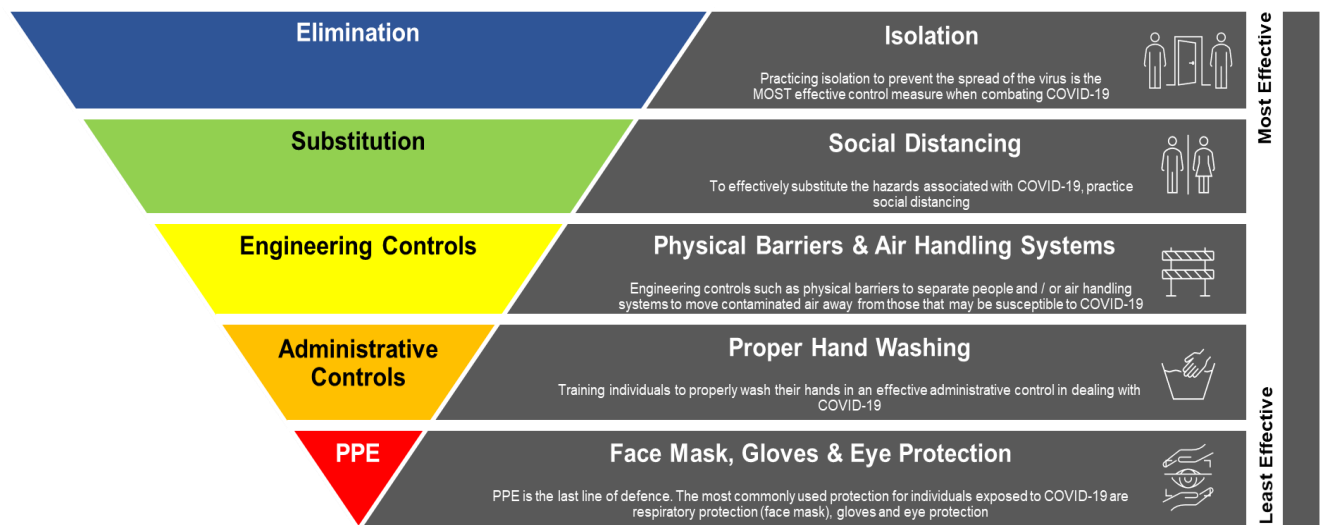 Elimination
Isolation
Practicing isolation to prevent the spread of the virus is the
MOST effective control measure when combating COVID-19
Substitution
Social Distancing
To effectively substitute the hazards associated with COVID-19, practice
social distancing
Engineering Controls
Physical Barriers & Air Handling Systems
Engineering controls such as physical barriers to separate people and / or air handling
systems to move contaminated air away from those that may be susceptible to COVID-19
Administrative
Controls
Proper Hand Washing
Training individuals to properly wash their hands in an effective administrative control in dealing with
COVID-19
PPE
Face Mask, Gloves & Eye Protection
PPE is the last line of defence. The most commonly used protection for individuals exposed to COVID-19 are
respiratory protection (face mask), gloves and eye protection
Most Effective
Least Effective